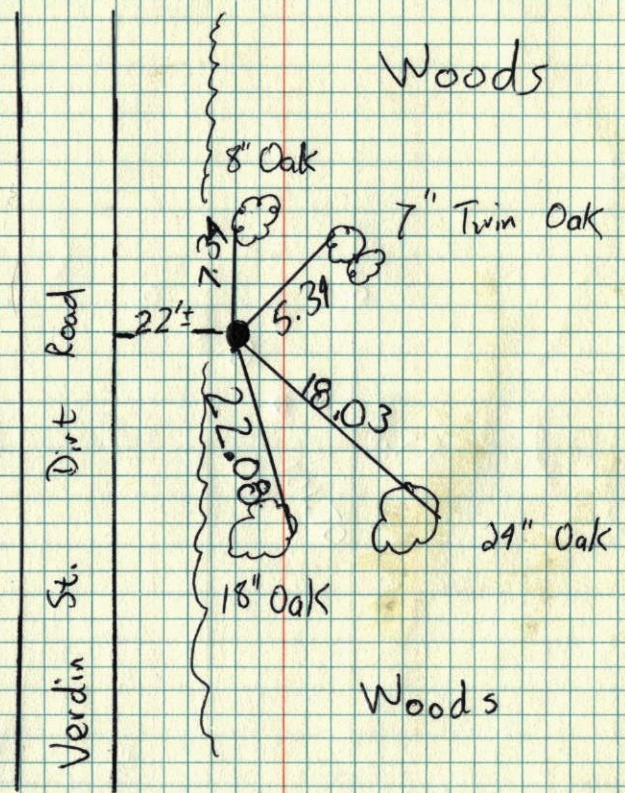 Woods
8" Oak
7" Twin Oak
7.34
5.34
22'±
18.03
22.08
24" Oak
18" Oak
Woods
Verdin St. Dirt Road